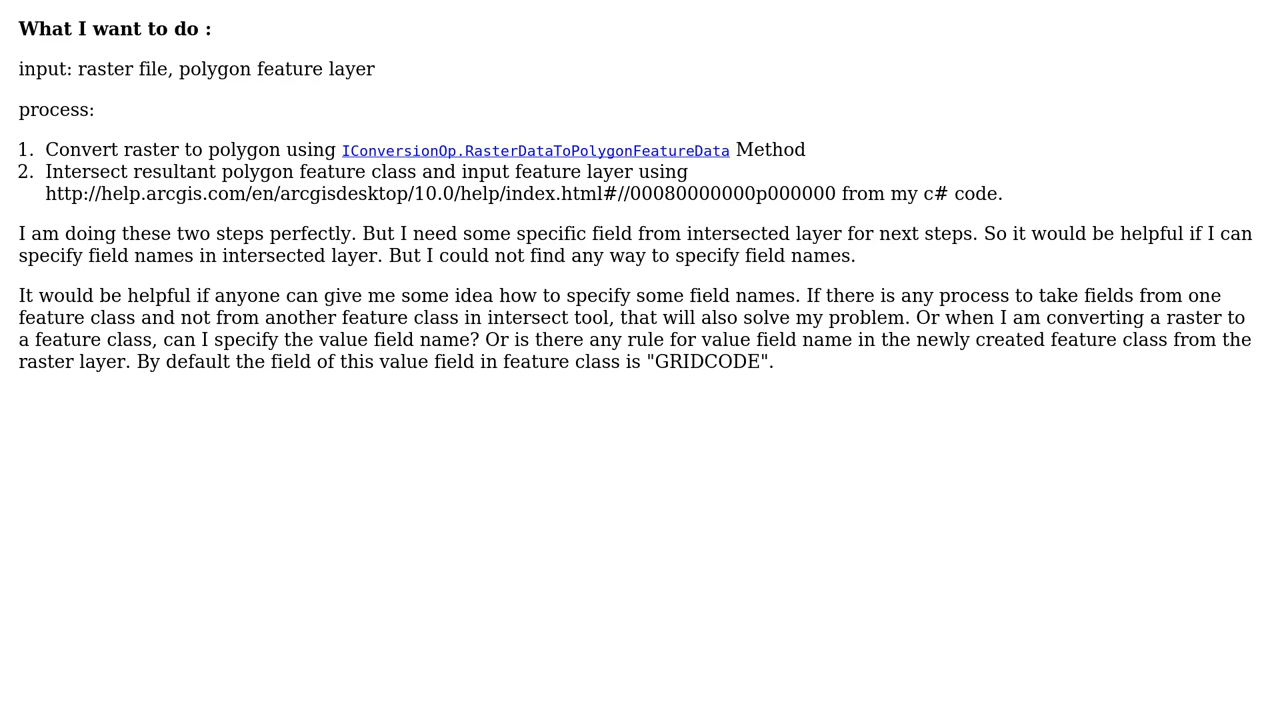 What I want to do :
input: raster file, polygon feature layer
process:
1. Convert raster to polygon using IConversionOp.RasterDataToPolygonFeatureData Method
2. Intersect resultant polygon feature class and input feature layer using
http://help.arcgis.com/en/arcgisdesktop/10.0/help/index.html#//00080000000p000000 from my c# code.
I am doing these two steps perfectly. But I need some specific field from intersected layer for next steps. So it would be helpful if I can
specify field names in intersected layer. But I could not find any way to specify field names.
It would be helpful if anyone can give me some idea how to specify some field names. If there is any process to take fields from one
feature class and not from another feature class in intersect tool, that will also solve my problem. Or when I am converting a raster to
a feature class, can I specify the value field name? Or is there any rule for value field name in the newly created feature class from the
raster layer. By default the field of this value field in feature class is "GRIDCODE".